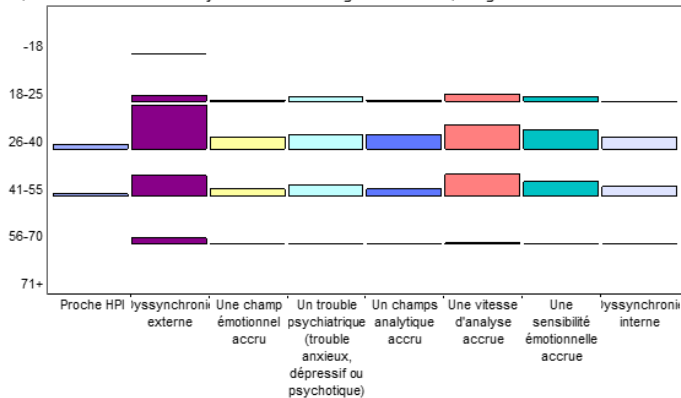 -18
18-25
26-40
41-55
56-70
71+
Proche HPI
yssynchroni
externe
Une champ
émotionnel
accru
Un trouble
psychiatrique
(trouble
anxieux,
dépressif ou
psychotique)
Un champs
analytique
accru
Une vitesse
d'analyse
accrue
Une
sensibilité
émotionnelle
accrue
yssynchronie
interne